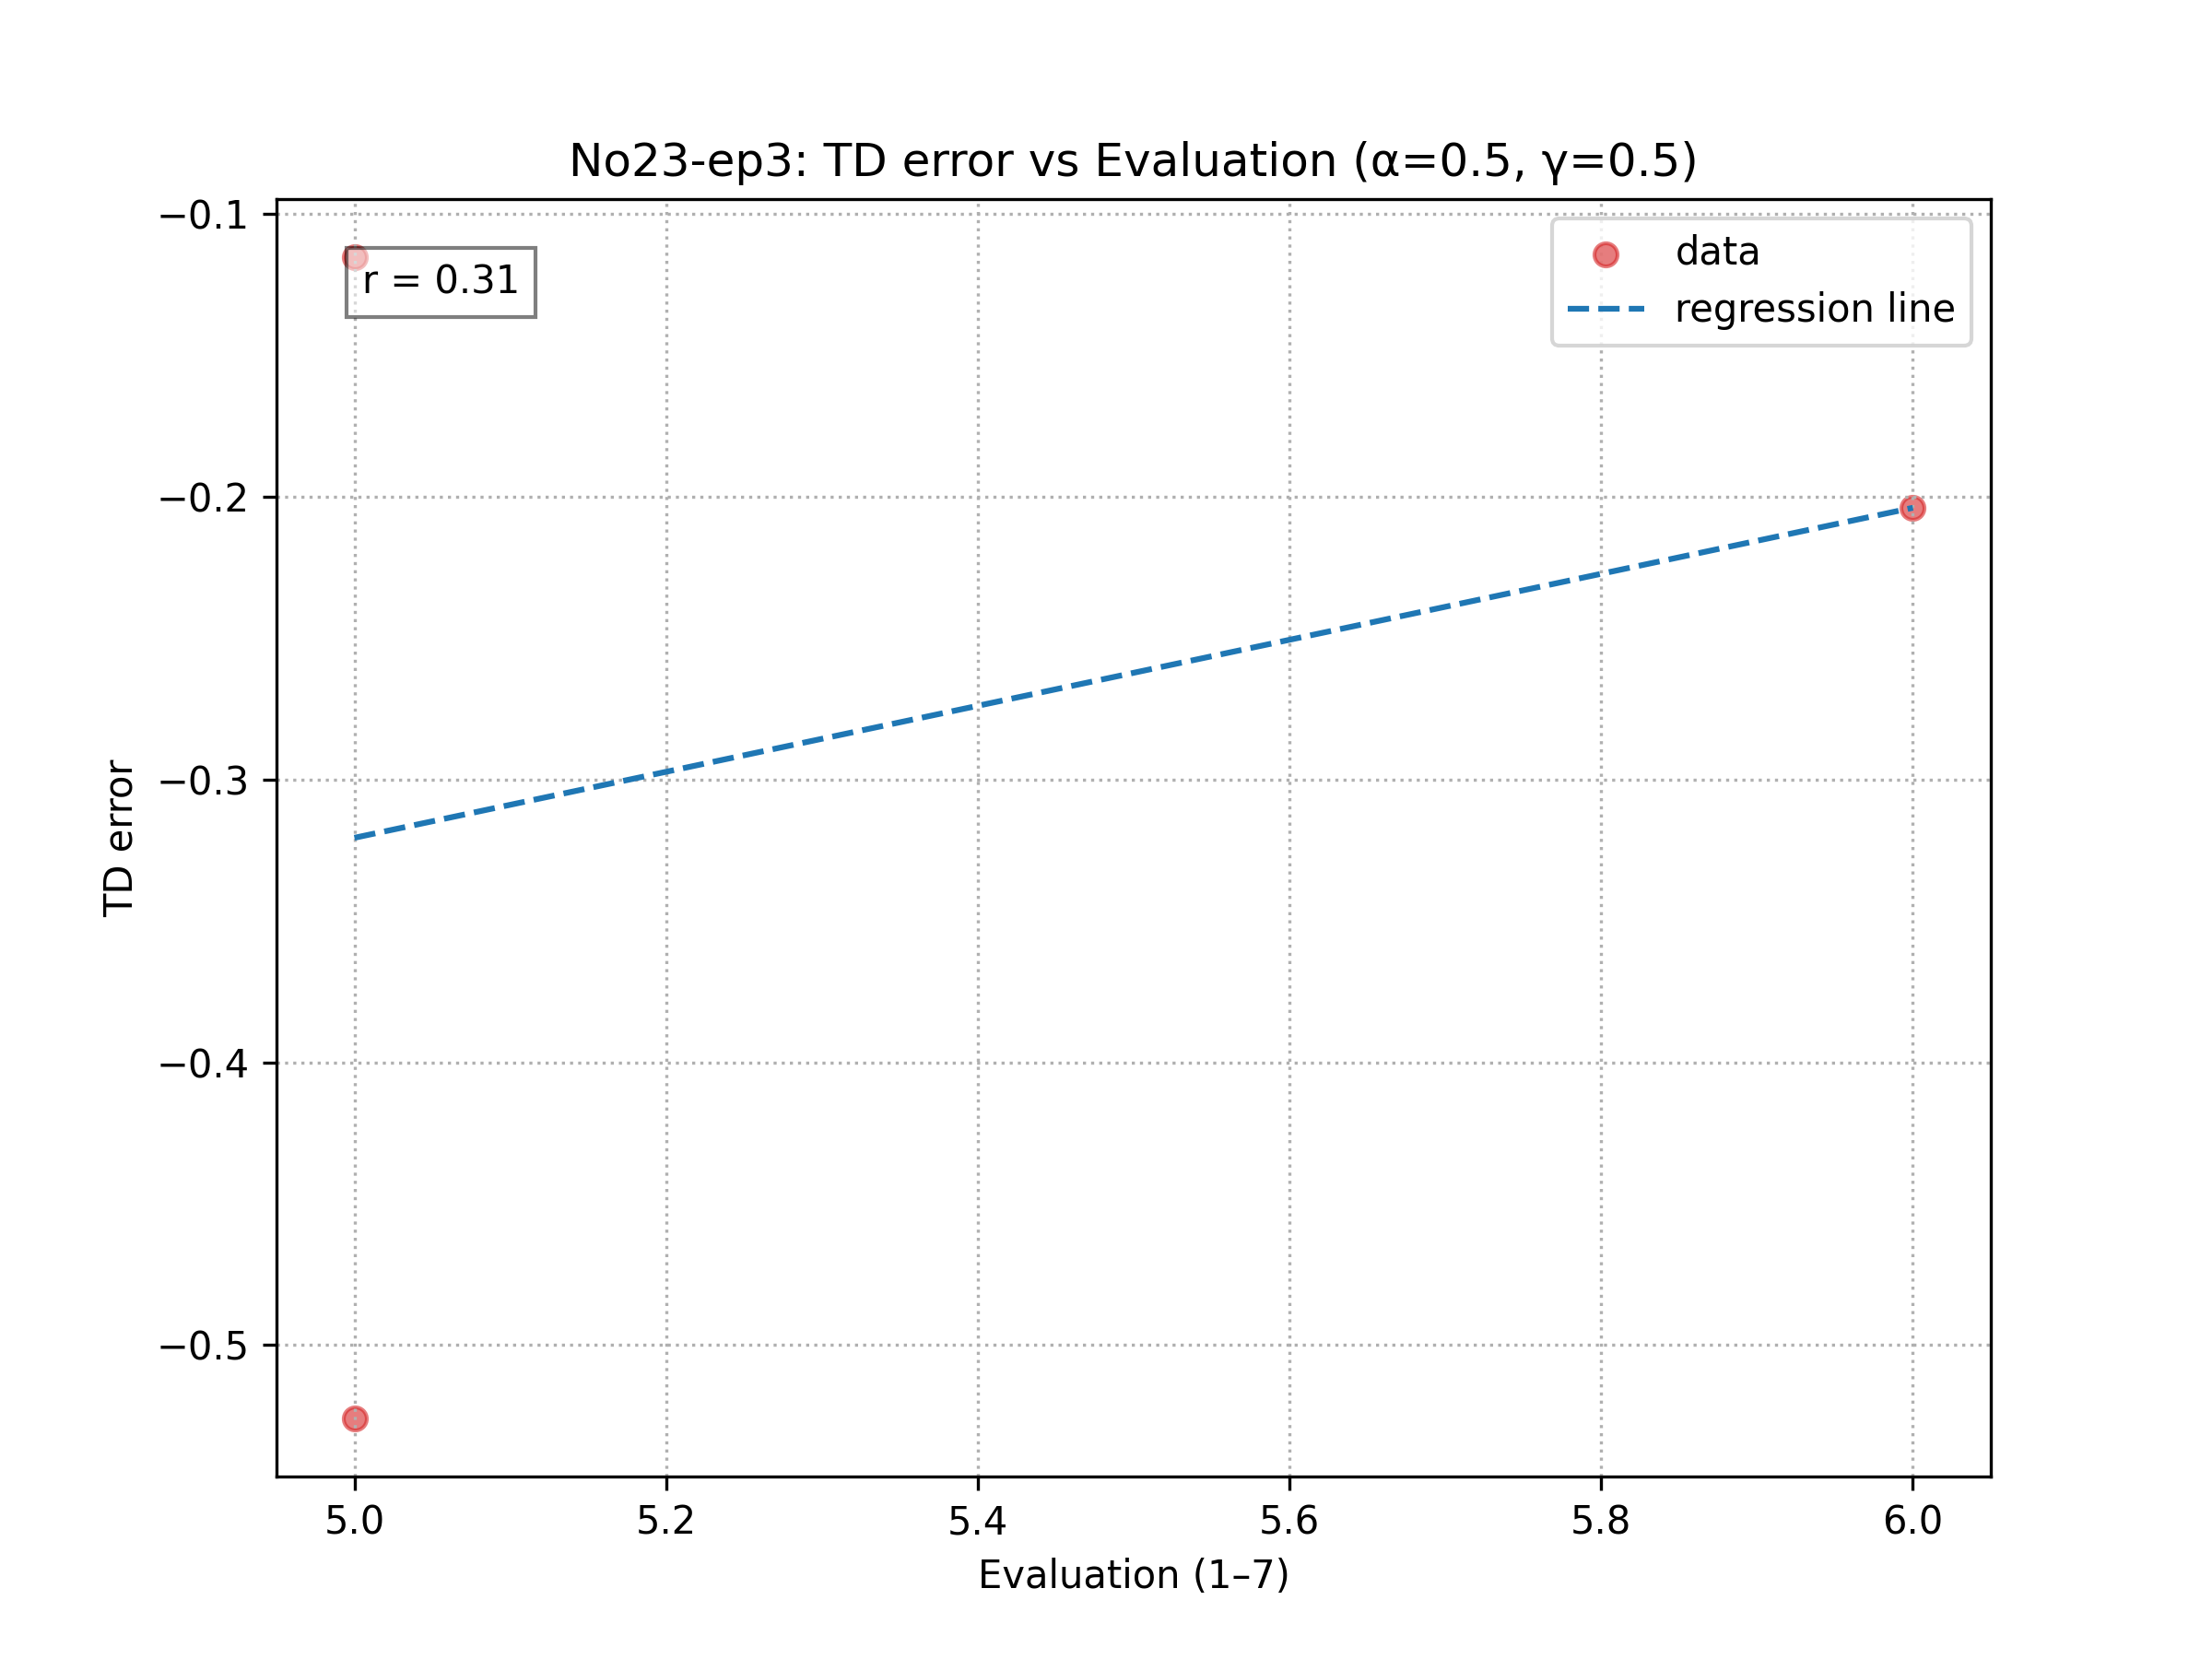 No23-ep3: TD error vs Evaluation (α=0.5, γ=0.5)
−0.1
−0.2
−0.3
−0.4
−0.5
TD error
r = 0.31
data
regression line
5.0 5.2 5.4 5.6 5.8 6.0
Evaluation (1–7)